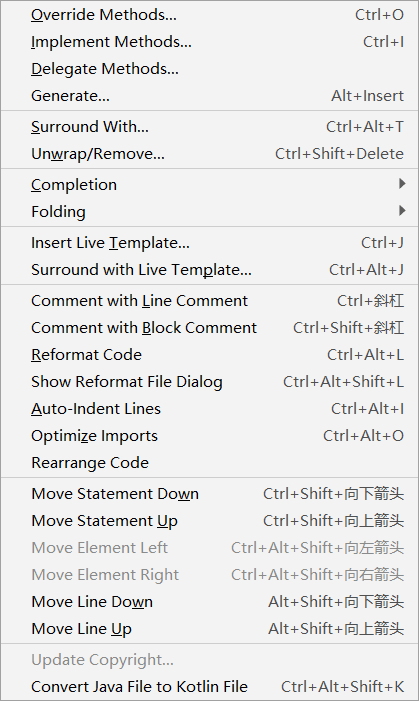 Override Methods... Ctrl+O
Implement Methods... Ctrl+I
Delegate Methods...
Generate... Alt+Insert
Surround With... Ctrl+Alt+T
Unwrap/Remove... Ctrl+Shift+Delete
Completion
Folding
Insert Live Template... Ctrl+J
Surround with Live Template... Ctrl+Alt+J
Comment with Line Comment Ctrl+斜杠
Comment with Block Comment Ctrl+Shift+斜杠
Reformat Code Ctrl+Alt+L
Show Reformat File Dialog Ctrl+Alt+Shift+L
Auto-Indent Lines Ctrl+Alt+I
Optimize Imports Ctrl+Alt+O
Rearrange Code
Move Statement Down Ctrl+Shift+向下箭头
Move Statement Up Ctrl+Shift+向上箭头
Move Element Left Ctrl+Alt+Shift+向左箭头
Move Element Right Ctrl+Alt+Shift+向右箭头
Move Line Down Alt+Shift+向下箭头
Move Line Up Alt+Shift+向上箭头
Update Copyright...
Convert Java File to Kotlin File Ctrl+Alt+Shift+K